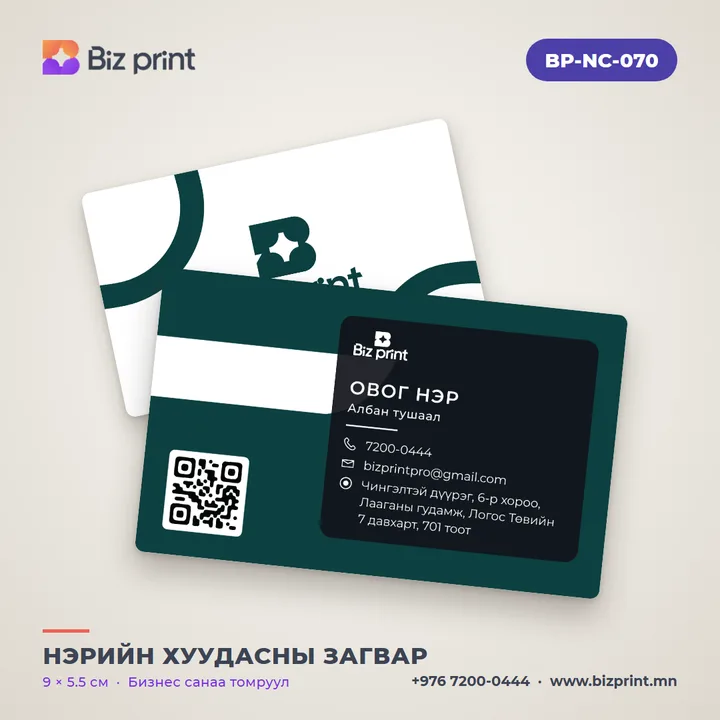 Biz print
BP-NC-070
Biz print
ОВОГ НЭР
Албан тушаал
7200-0444
bizprintpro@gmail.com
Чингэлтэй дүүрэг, 6-р хороо,
Лааганы гудамж, Логос Төвийн
7 давхарт, 701 тоот
НЭРИЙН ХУУДАСНЫ ЗАГВАР
9 × 5.5 см · Бизнес санаа томруул
+976 7200-0444 · www.bizprint.mn